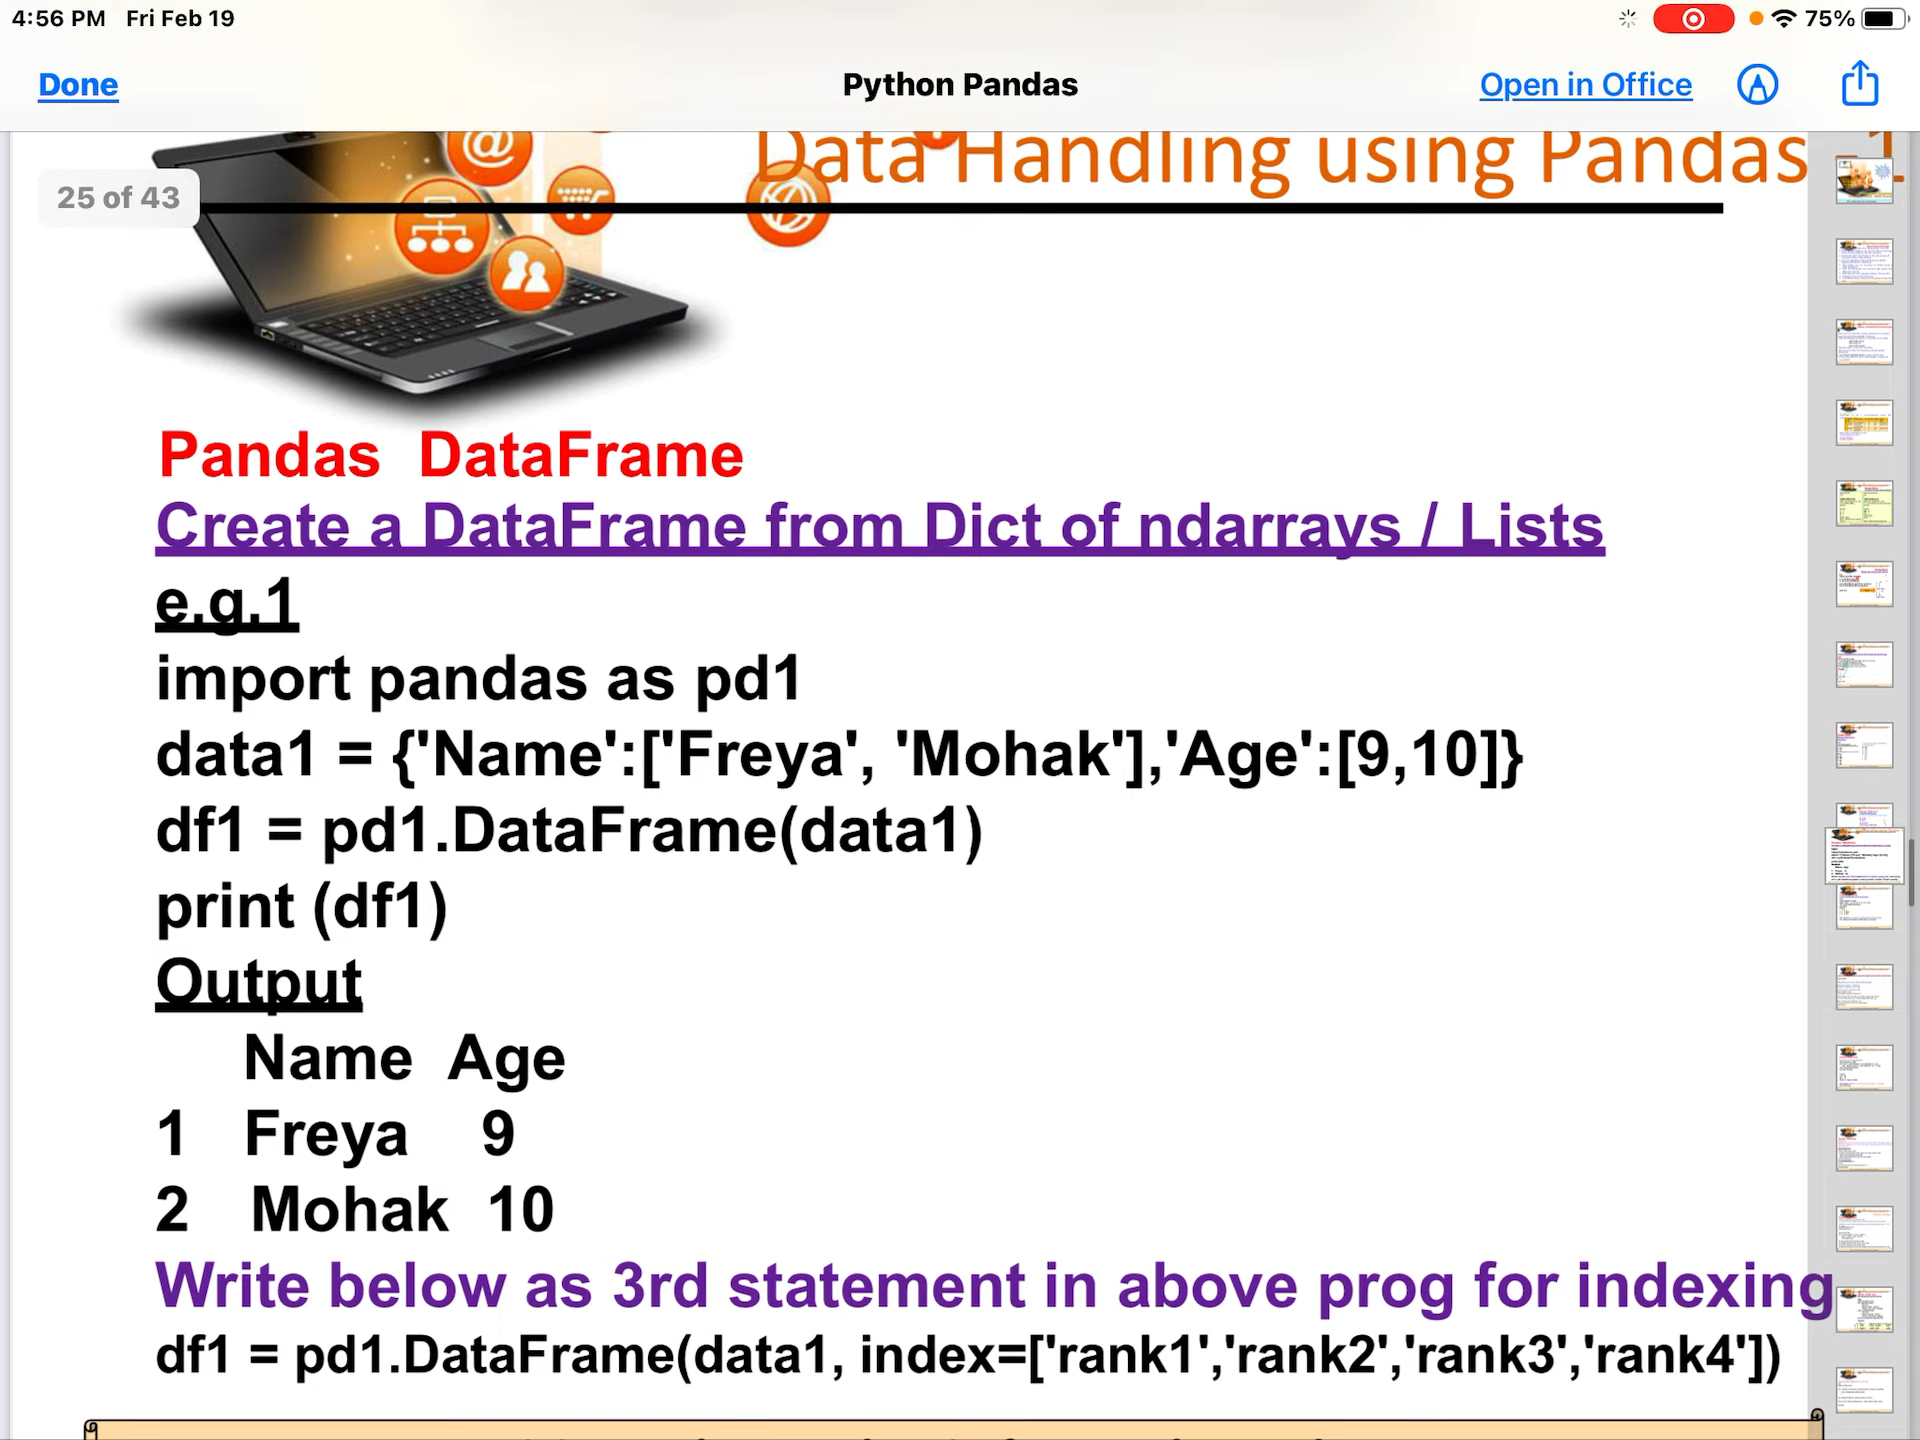 4:56 PM Fri Feb 19
75%
Done
Python Pandas
Open in Office
Data Handling using Pandas -1
25 of 43
Pandas DataFrame
Create a DataFrame from Dict of ndarrays / Lists
e.g.1
import pandas as pd1
data1 = {'Name':['Freya', 'Mohak'],'Age':[9,10]}
df1 = pd1.DataFrame(data1)
print (df1)
Output
Name Age
1 Freya 9
2 Mohak 10
Write below as 3rd statement in above prog for indexing
df1 = pd1.DataFrame(data1, index=['rank1','rank2','rank3','rank4'])